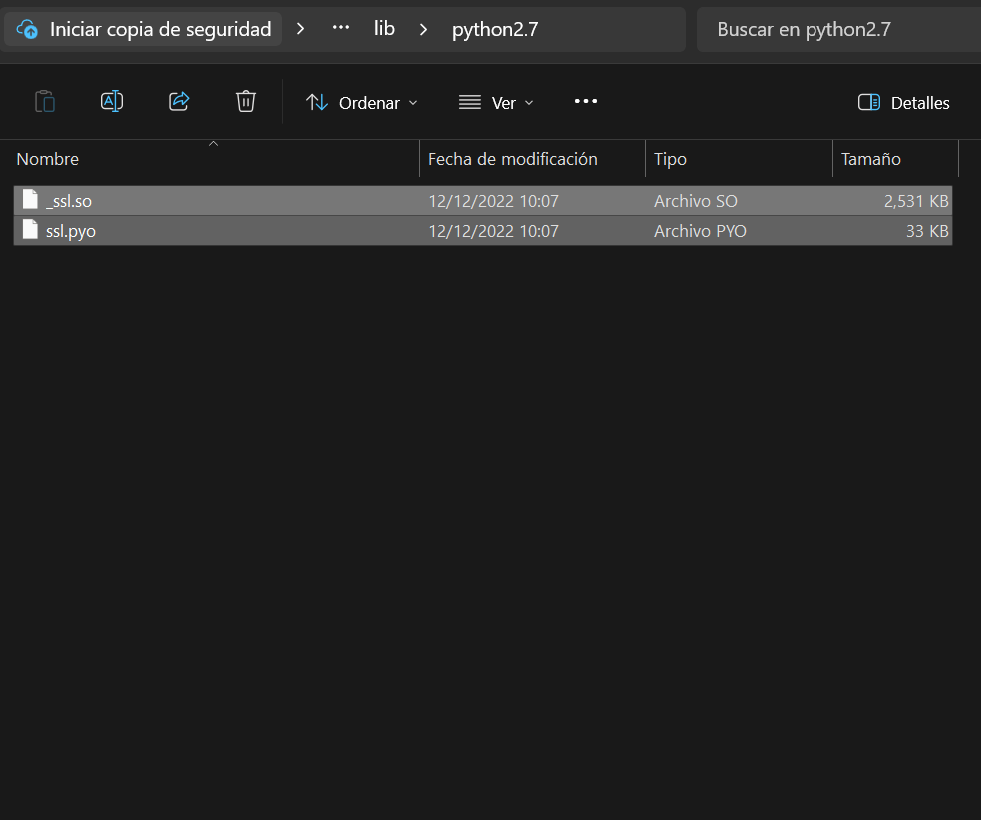 Iniciar copia de seguridad > ... lib > python2.7 Buscar en python2.7
Ordenar Ver ... Detalles
Nombre Fecha de modificación Tipo Tamaño
_ssl.so 12/12/2022 10:07 Archivo SO 2,531 KB
ssl.pyo 12/12/2022 10:07 Archivo PYO 33 KB